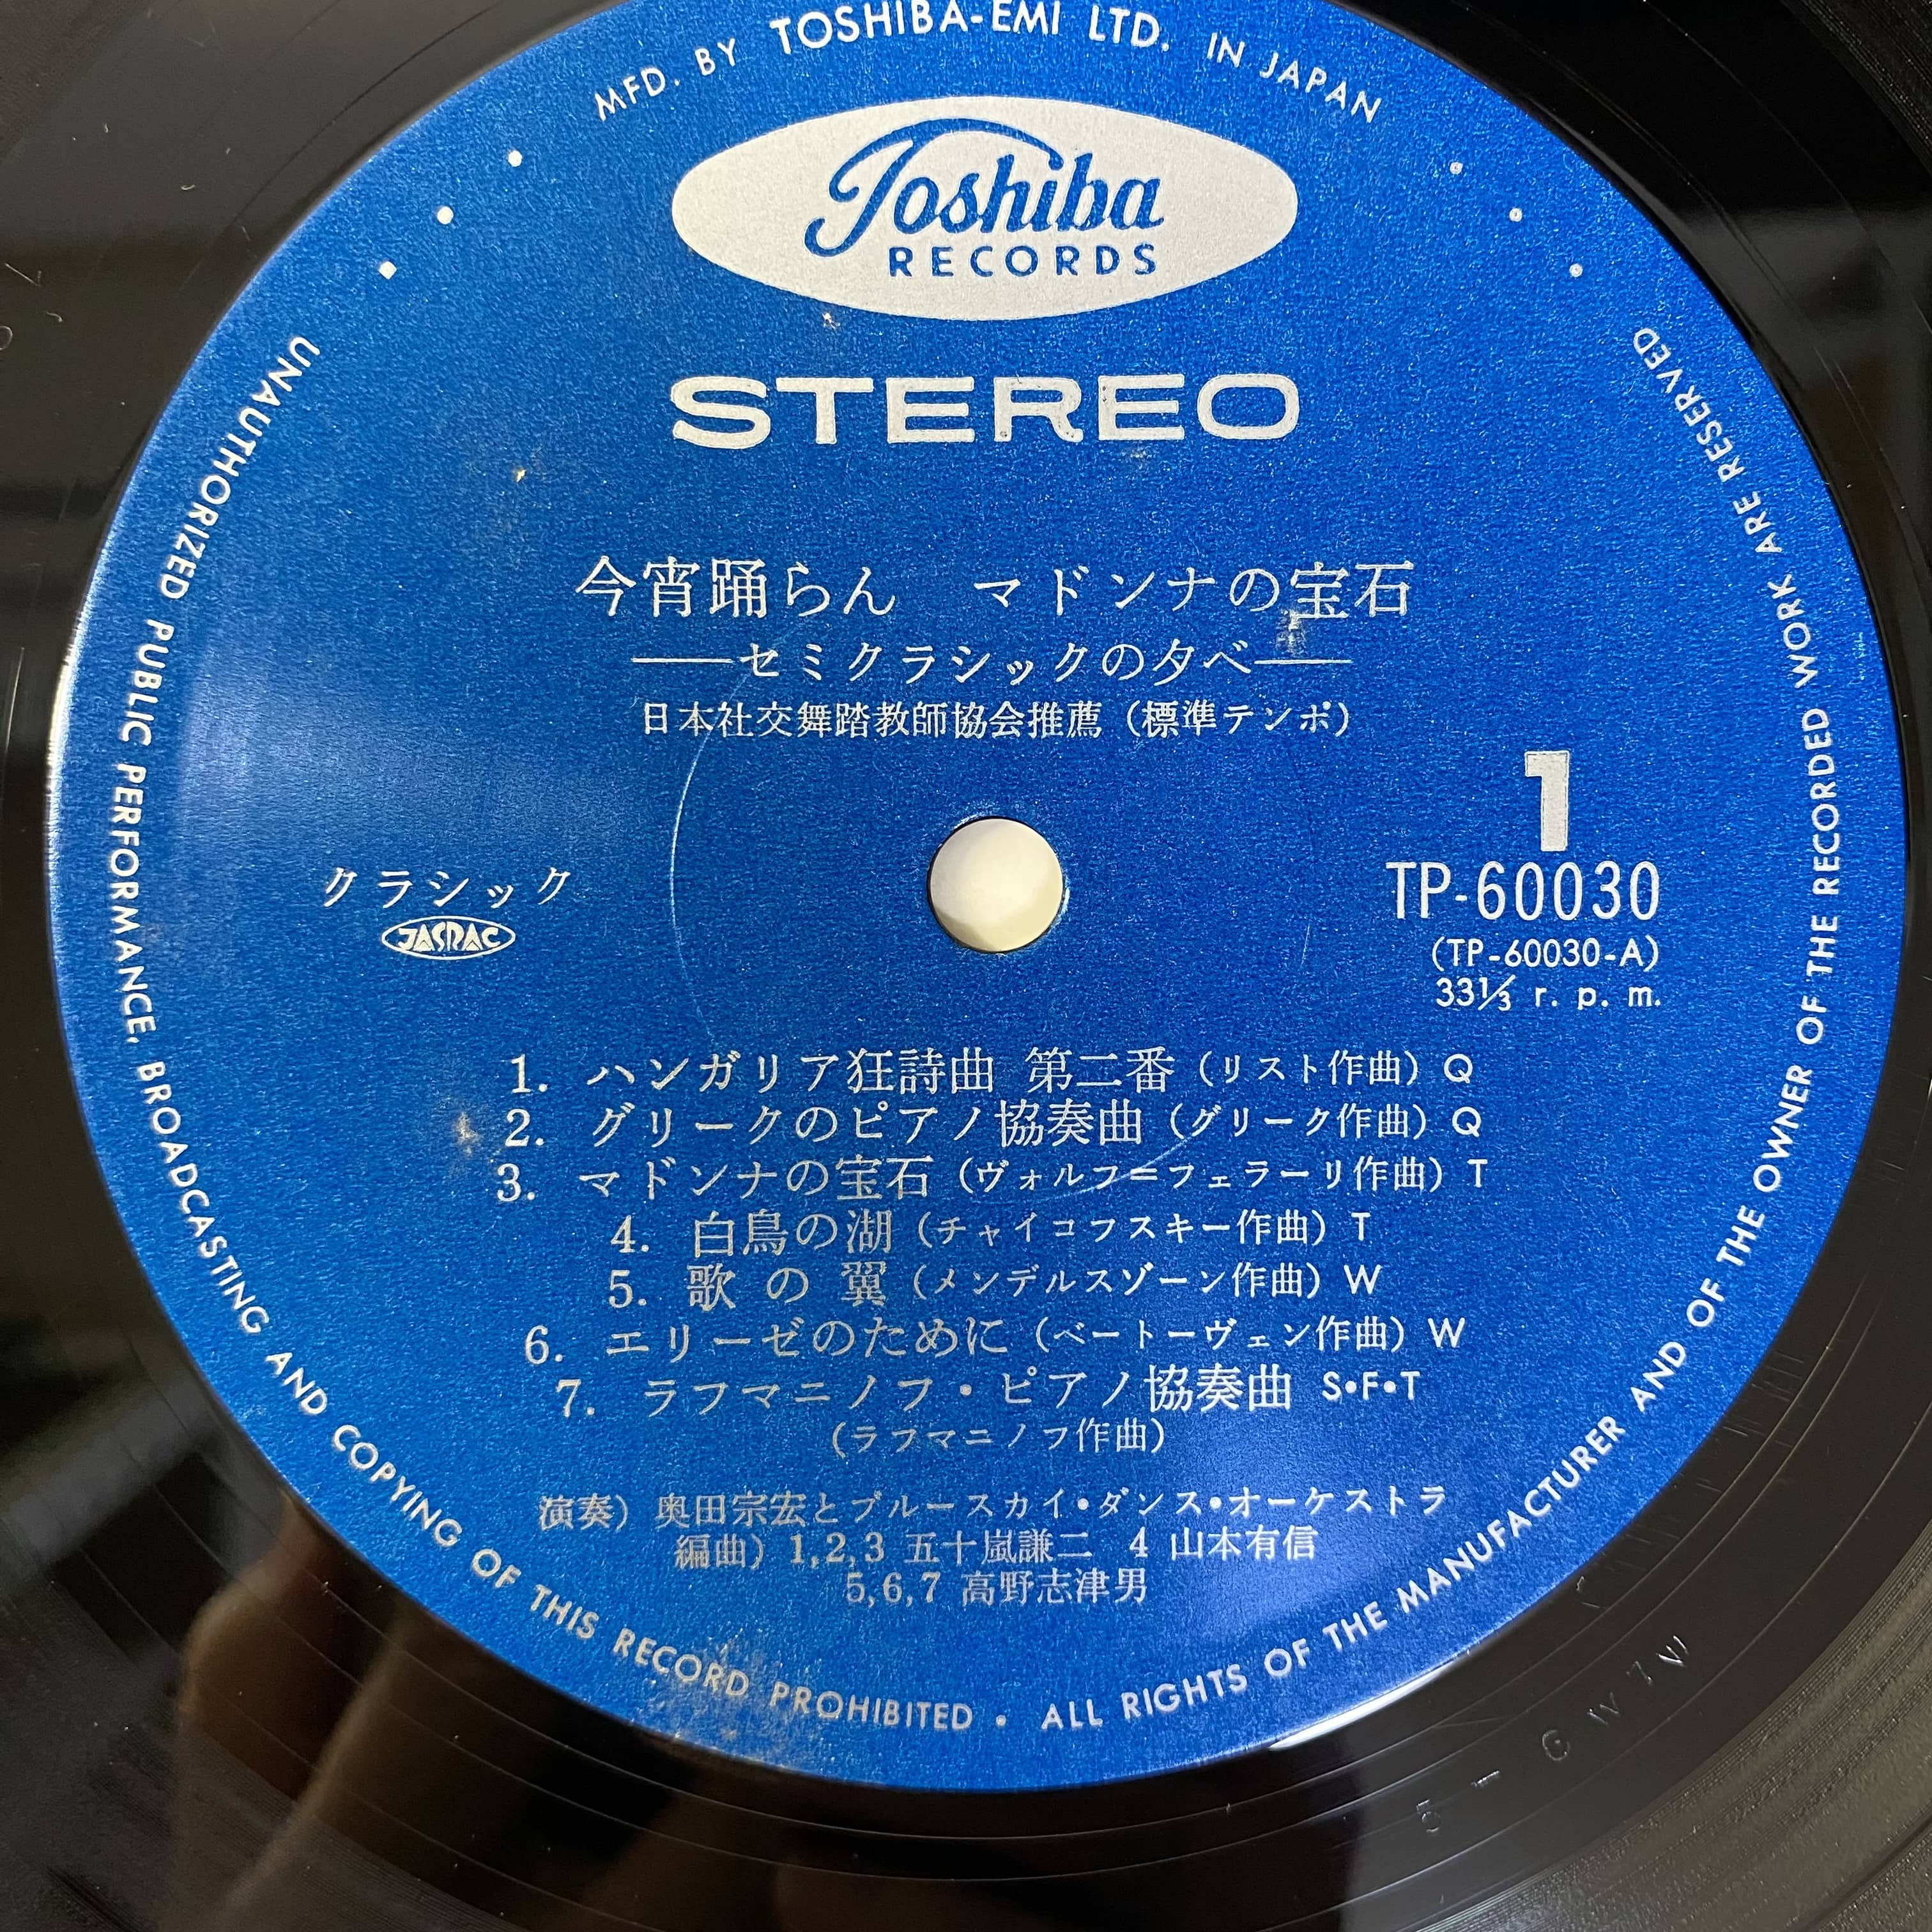 MFD. BY TOSHIBA-EMI LTD. IN JAPAN
Toshiba
RECORDS
STEREO
今宵踊らん マドンナの宝石
──セミクラシックの夕べ──
日本社交舞踏教師協会推薦（標準テンポ）
1
クラシック
JASRAC
TP-60030
(TP-60030-A)
33⅓ r. p. m.
1. ハンガリア狂詩曲 第二番（リスト作曲）Q
2. グリークのピアノ協奏曲（グリーク作曲）Q
3. マドンナの宝石（ヴォルフ=フェラーリ作曲）T
4. 白鳥の湖（チャイコフスキー作曲）T
5. 歌の翼（メンデルスゾーン作曲）W
6. エリーゼのために（ベートーヴェン作曲）W
7. ラフマニノフ・ピアノ協奏曲 S・F・T
（ラフマニノフ作曲）
演奏）奥田宗宏とブルースカイ・ダンス・オーケストラ
編曲）1,2,3 五十嵐謙二 4 山本有信
5,6,7 高野志津男
UNAUTHORIZED PUBLIC PERFORMANCE, BROADCASTING AND COPYING OF THIS RECORD PROHIBITED • ALL RIGHTS OF THE MANUFACTURER AND OF THE OWNER OF THE RECORDED WORK ARE RESERVED